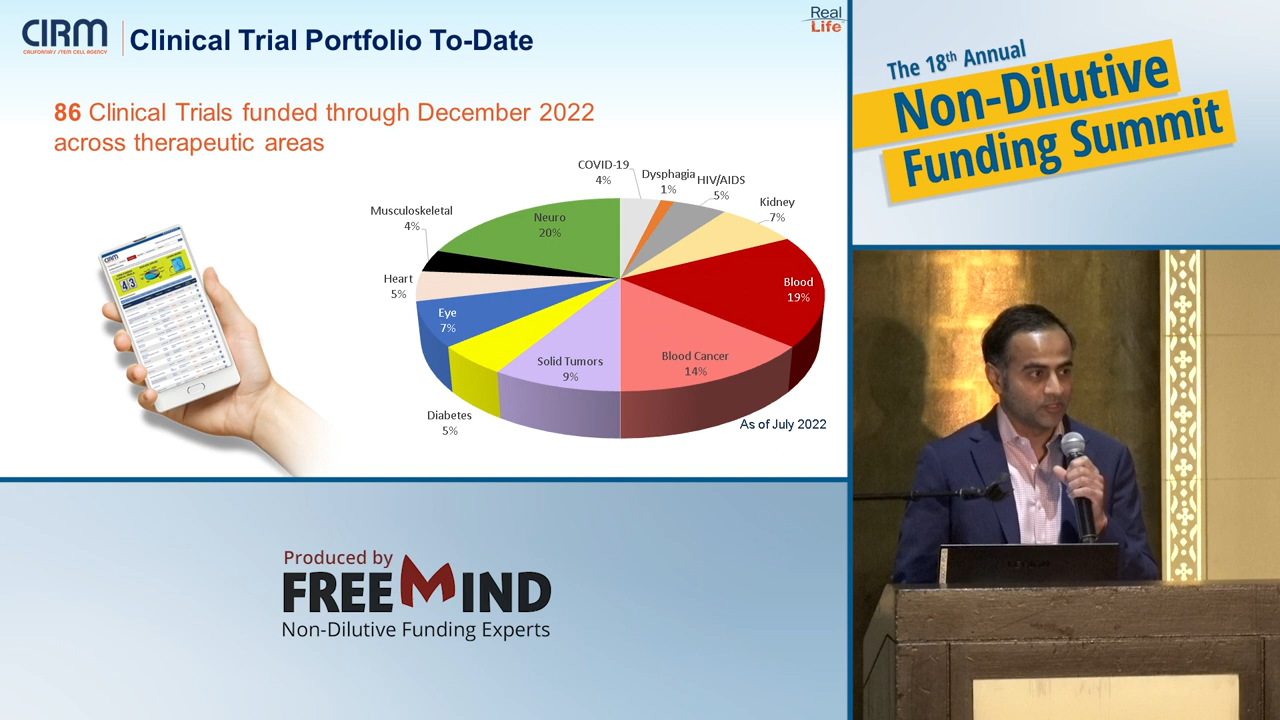 CIRM
CALIFORNIA'S STEM CELL AGENCY
Clinical Trial Portfolio To-Date
Real
Life
86 Clinical Trials funded through December 2022
across therapeutic areas
COVID-19
4%
Dysphagia
1%
HIV/AIDS
5%
Kidney
7%
Blood
19%
Blood Cancer
14%
Solid Tumors
9%
Diabetes
5%
Eye
7%
Heart
5%
Musculoskeletal
4%
Neuro
20%
As of July 2022
CIRM
43
The 18th Annual
Non-Dilutive
Funding Summit
Produced by
FREEMIND
Non-Dilutive Funding Experts